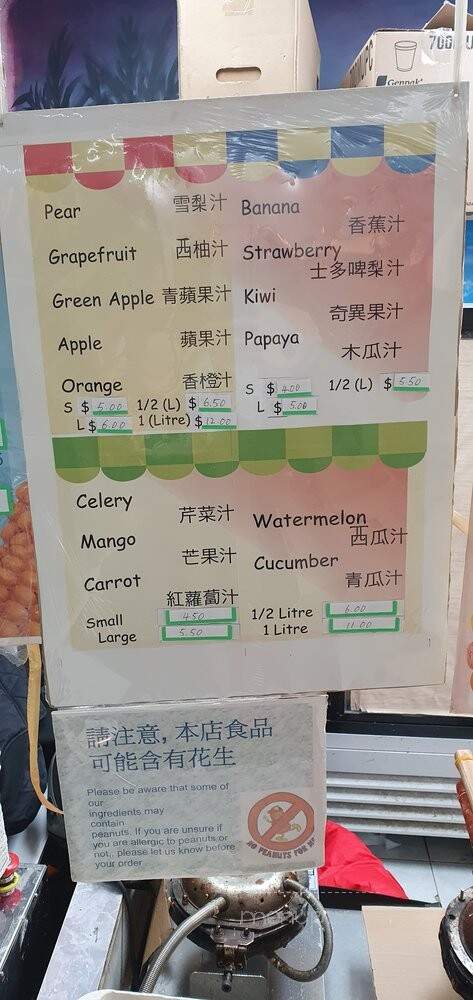 700
Genpak
Pear 雪梨汁
Grapefruit 西柚汁
Green Apple 青蘋果汁
Apple 蘋果汁
Orange 香橙汁
S $ 5.00 1/2 (L) $ 6.50
L $ 6.00 1 (Litre) $ 12.00
Banana
香蕉汁
Strawberry
士多啤梨汁
Kiwi
奇異果汁
Papaya
木瓜汁
S $ 4.00 1/2 (L) $ 5.50
L $ 5.00
Celery
芹菜汁
Mango
芒果汁
Carrot
紅蘿蔔汁
Small 4.50
Large 5.50
Watermelon
西瓜汁
Cucumber
青瓜汁
1/2 Litre 6.00
1 Litre 11.00
請注意, 本店食品
可能含有花生
Please be aware that some of
our
ingredients may
contain
peanuts. If you are unsure if
you are allergic to peanuts or
not, please let us know before
your order
NO PEANUTS FOR ME